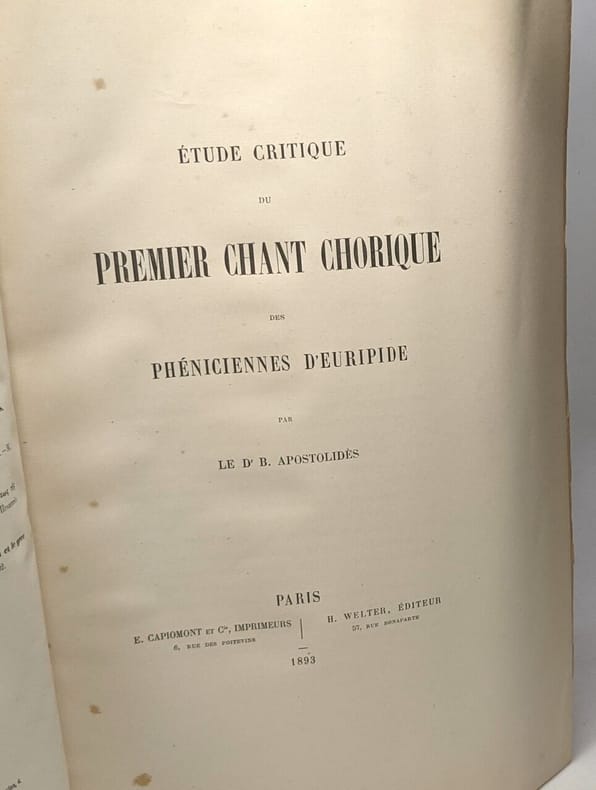 ÉTUDE CRITIQUE
DU
PREMIER CHANT CHORIQUE
DES
PHÉNICIENNES D'EURIPIDE
PAR
LE Dr B. APOSTOLIDÈS
PARIS
E. CAPIOMONT ET Cie, IMPRIMEURS
6, RUE DES POITEVINS
H. WELTER, ÉDITEUR
57, RUE BONAPARTE
1893